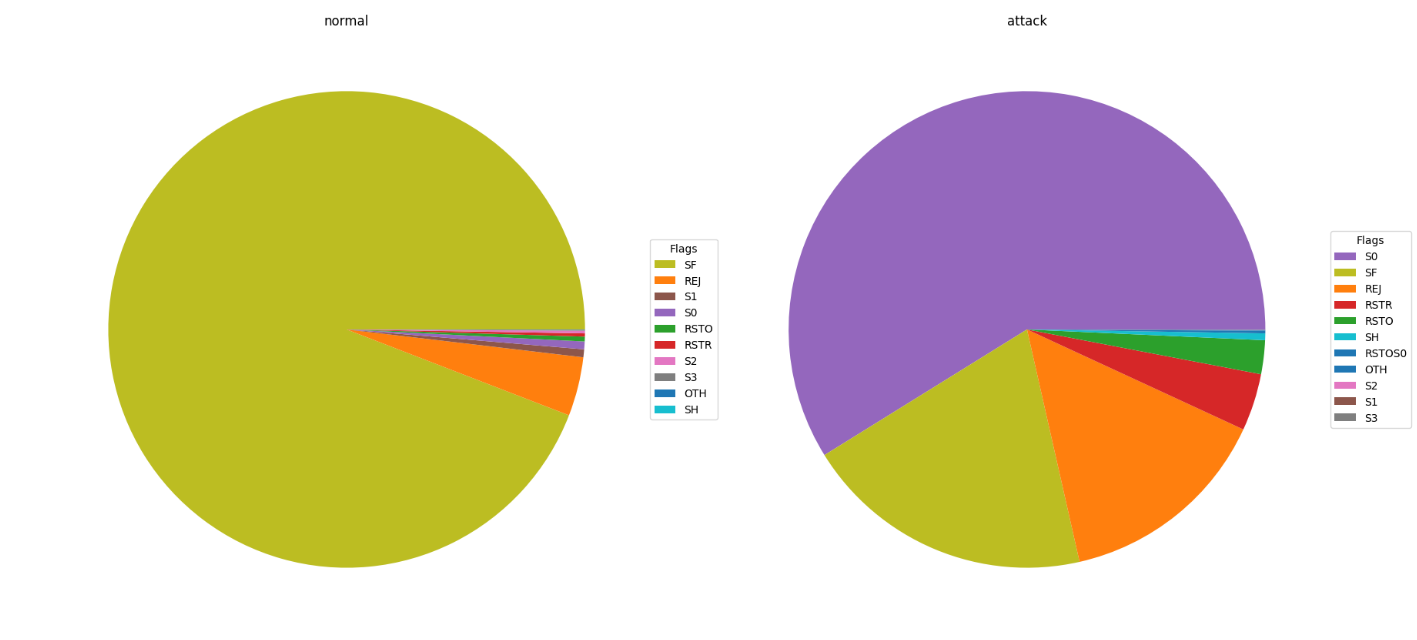 normal
Flags
SF
REJ
S1
S0
RSTO
RSTR
S2
S3
OTH
SH
attack
Flags
S0
SF
REJ
RSTR
RSTO
SH
RSTOS0
OTH
S2
S1
S3